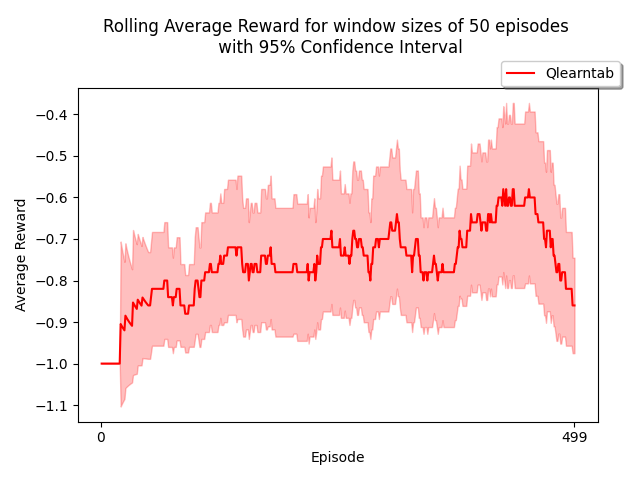 Rolling Average Reward for window sizes of 50 episodes
with 95% Confidence Interval
Qlearntab
−0.4
−0.5
−0.6
−0.7
−0.8
−0.9
−1.0
−1.1
Average Reward
0
499
Episode